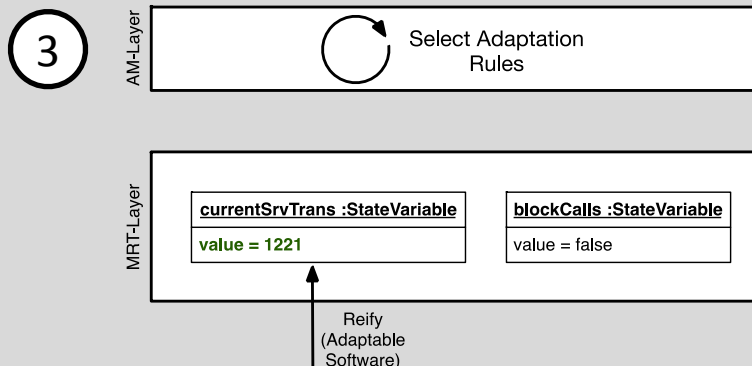 3
AM-Layer
Select Adaptation
Rules
MRT-Layer
currentSrvTrans :StateVariable
value = 1221
blockCalls :StateVariable
value = false
Reify
(Adaptable
Software)